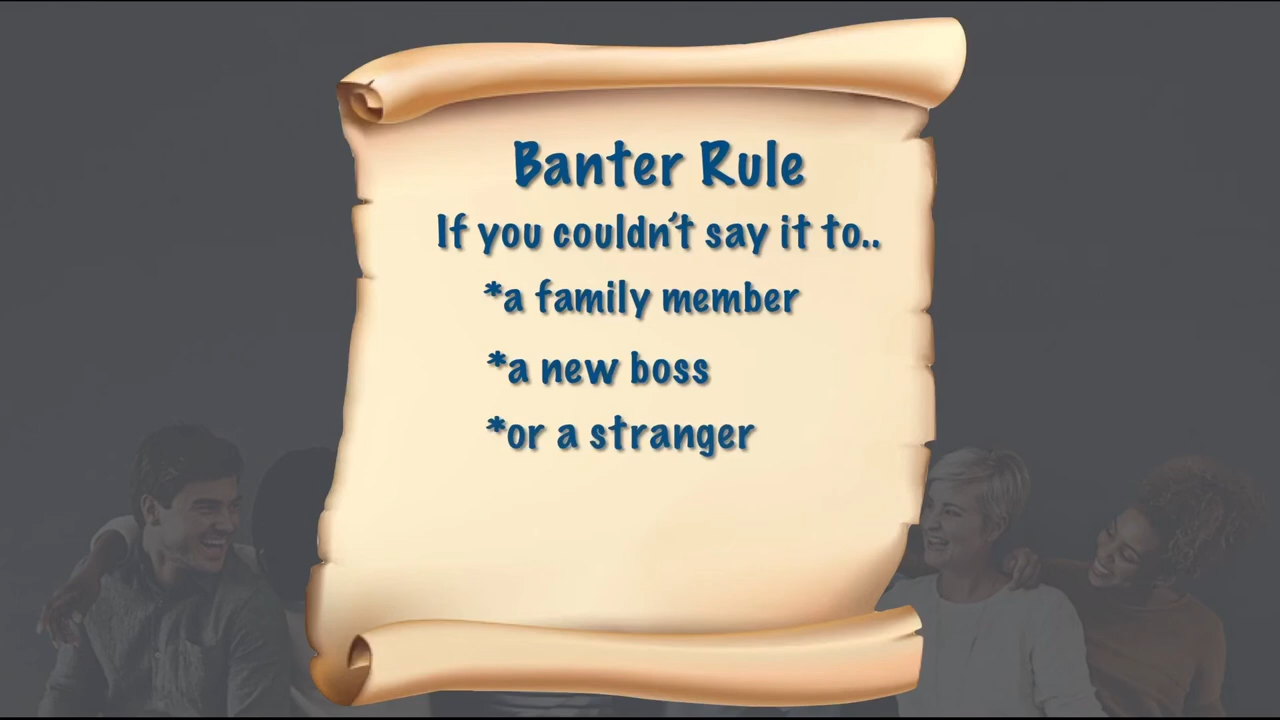 Banter Rule
If you couldn't say it to..
*a family member
*a new boss
*or a stranger